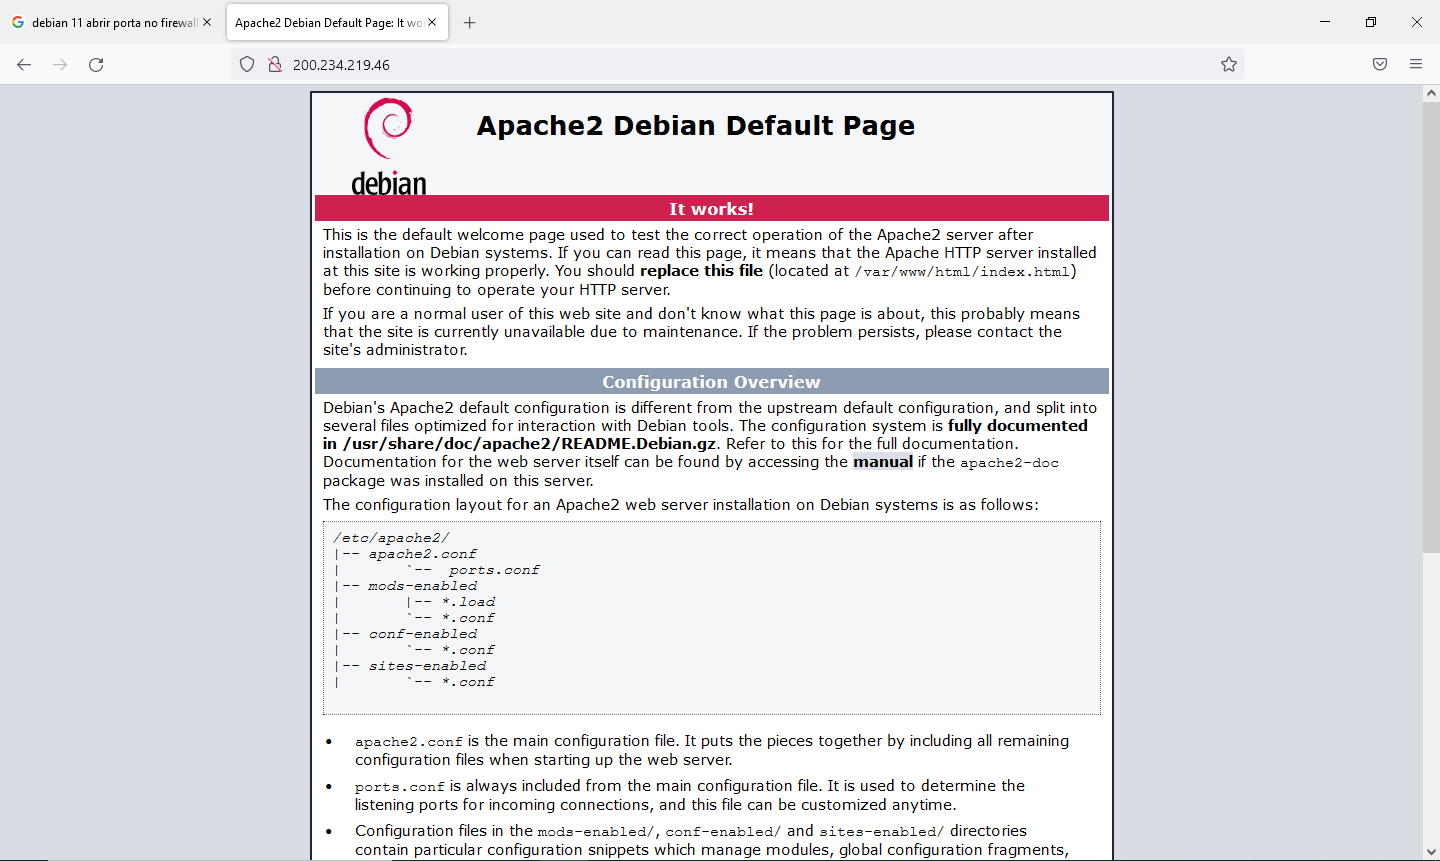 debian 11 abrir porta no firewall
Apache2 Debian Default Page: It wo
200.234.219.46
debian
Apache2 Debian Default Page
It works!
This is the default welcome page used to test the correct operation of the Apache2 server after
installation on Debian systems. If you can read this page, it means that the Apache HTTP server installed
at this site is working properly. You should replace this file (located at /var/www/html/index.html)
before continuing to operate your HTTP server.
If you are a normal user of this web site and don't know what this page is about, this probably means
that the site is currently unavailable due to maintenance. If the problem persists, please contact the
site's administrator.
Configuration Overview
Debian's Apache2 default configuration is different from the upstream default configuration, and split into
several files optimized for interaction with Debian tools. The configuration system is fully documented
in /usr/share/doc/apache2/README.Debian.gz. Refer to this for the full documentation.
Documentation for the web server itself can be found by accessing the manual if the apache2-doc
package was installed on this server.
The configuration layout for an Apache2 web server installation on Debian systems is as follows:
/etc/apache2/
|-- apache2.conf
|       `--  ports.conf
|-- mods-enabled
|       |-- *.load
|       `-- *.conf
|-- conf-enabled
|       `-- *.conf
|-- sites-enabled
|       `-- *.conf
• apache2.conf is the main configuration file. It puts the pieces together by including all remaining
configuration files when starting up the web server.
• ports.conf is always included from the main configuration file. It is used to determine the
listening ports for incoming connections, and this file can be customized anytime.
• Configuration files in the mods-enabled/, conf-enabled/ and sites-enabled/ directories
contain particular configuration snippets which manage modules, global configuration fragments,